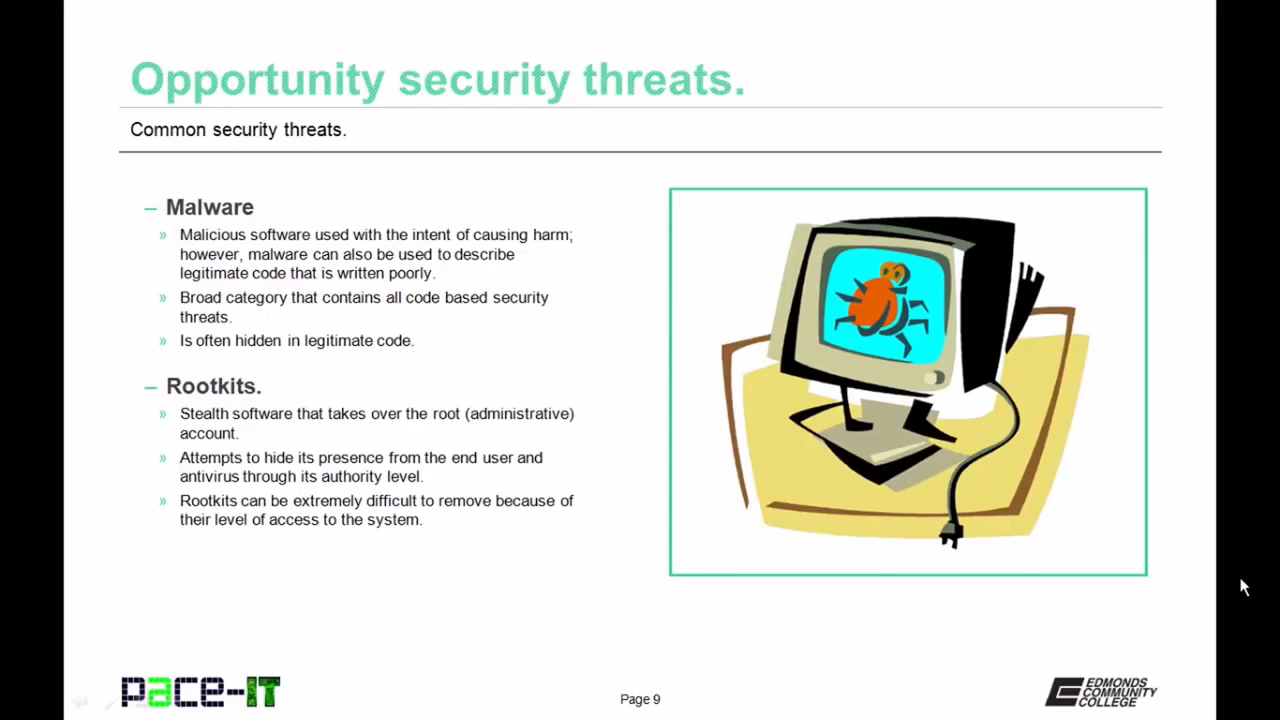 Opportunity security threats.
Common security threats.
– Malware
» Malicious software used with the intent of causing harm;
however, malware can also be used to describe
legitimate code that is written poorly.
» Broad category that contains all code based security
threats.
» Is often hidden in legitimate code.
– Rootkits.
» Stealth software that takes over the root (administrative)
account.
» Attempts to hide its presence from the end user and
antivirus through its authority level.
» Rootkits can be extremely difficult to remove because of
their level of access to the system.
pace-IT
Page 9
EDMONDS
COMMUNITY
COLLEGE